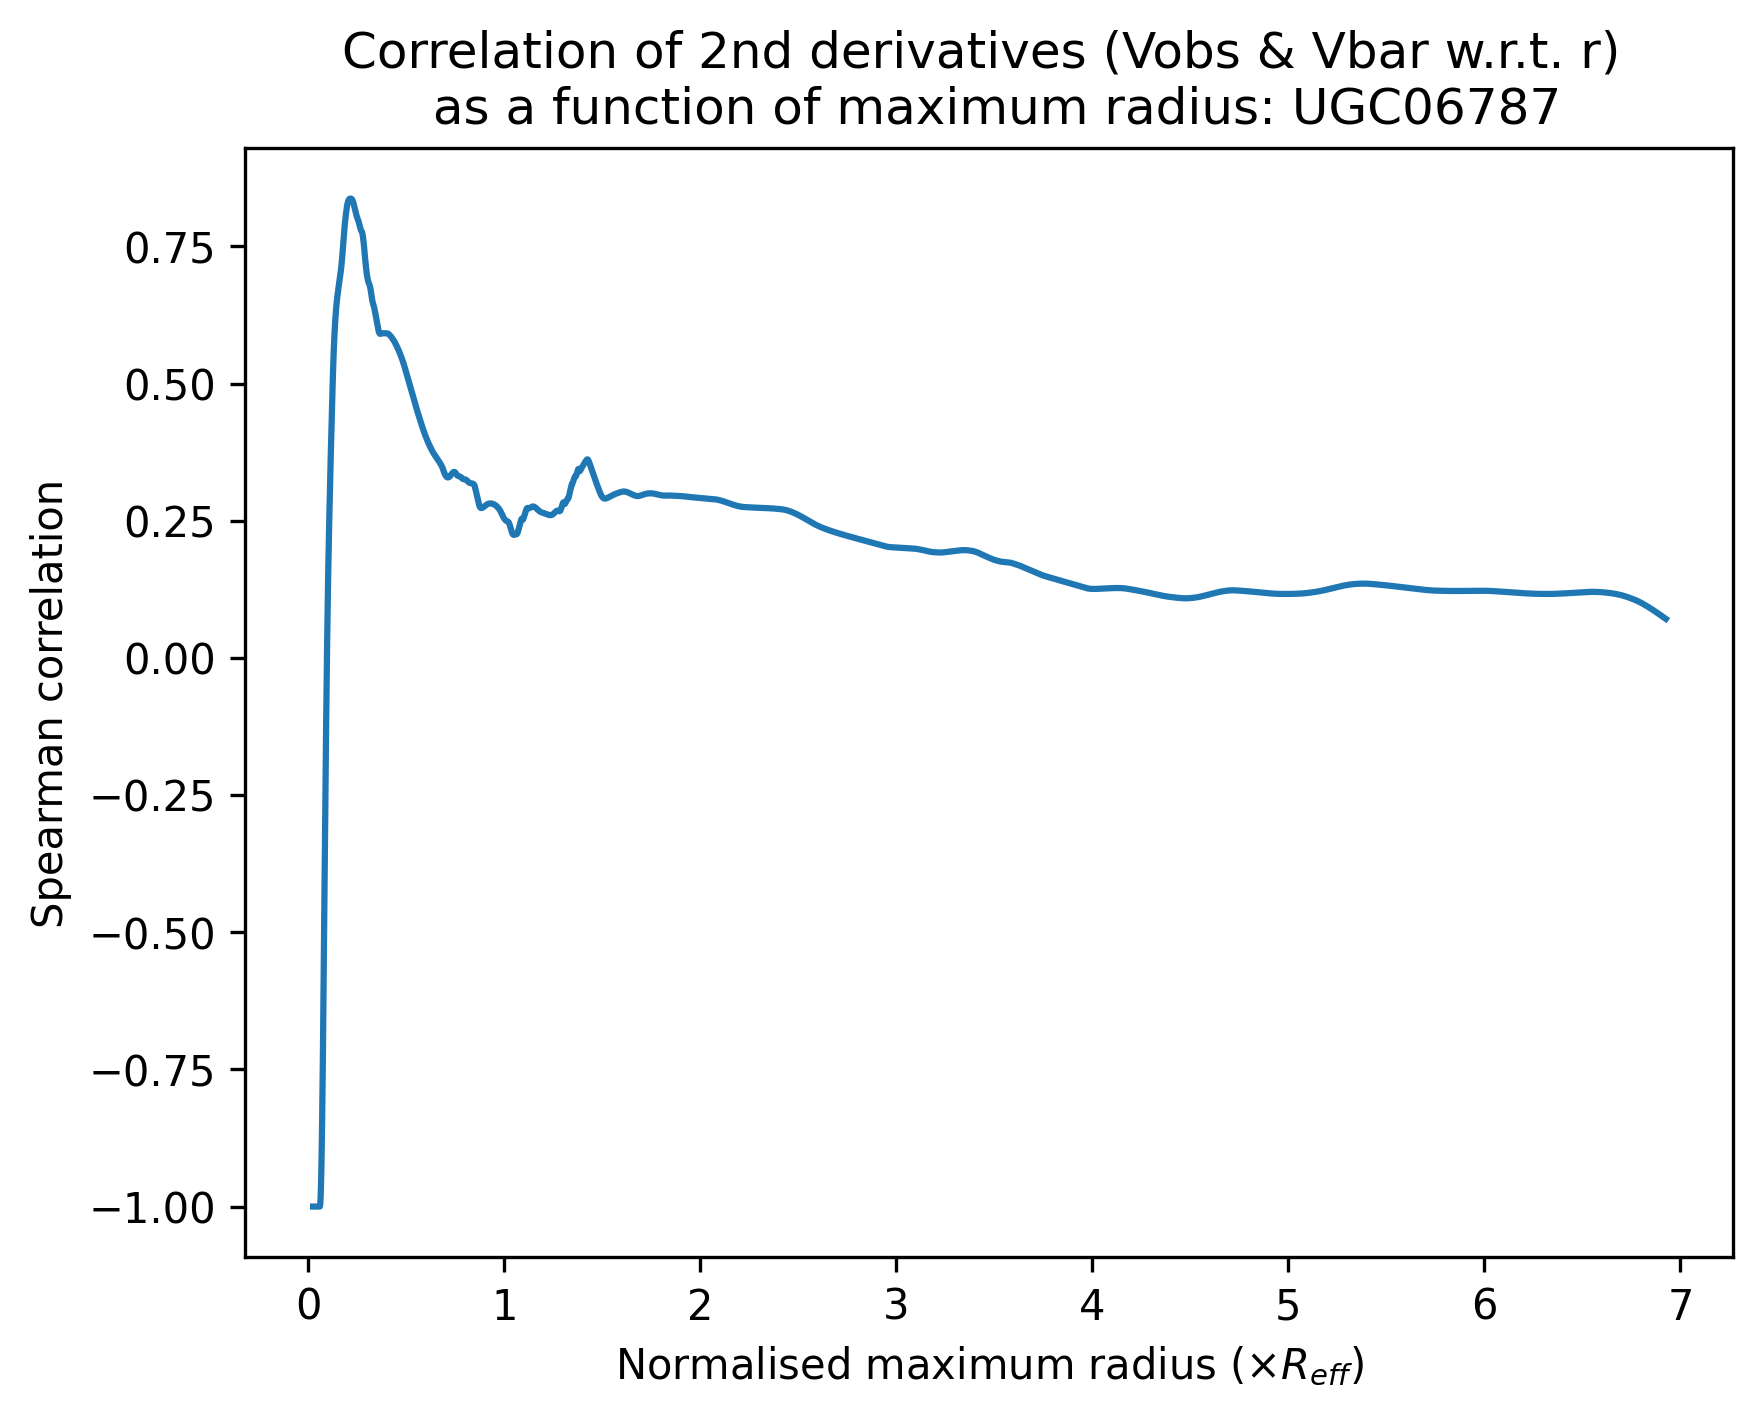 Correlation of 2nd derivatives (Vobs & Vbar w.r.t. r)
as a function of maximum radius: UGC06787
Spearman correlation
0.75
0.50
0.25
0.00
−0.25
−0.50
−0.75
−1.00
0 1 2 3 4 5 6 7
Normalised maximum radius (×R_{eff})